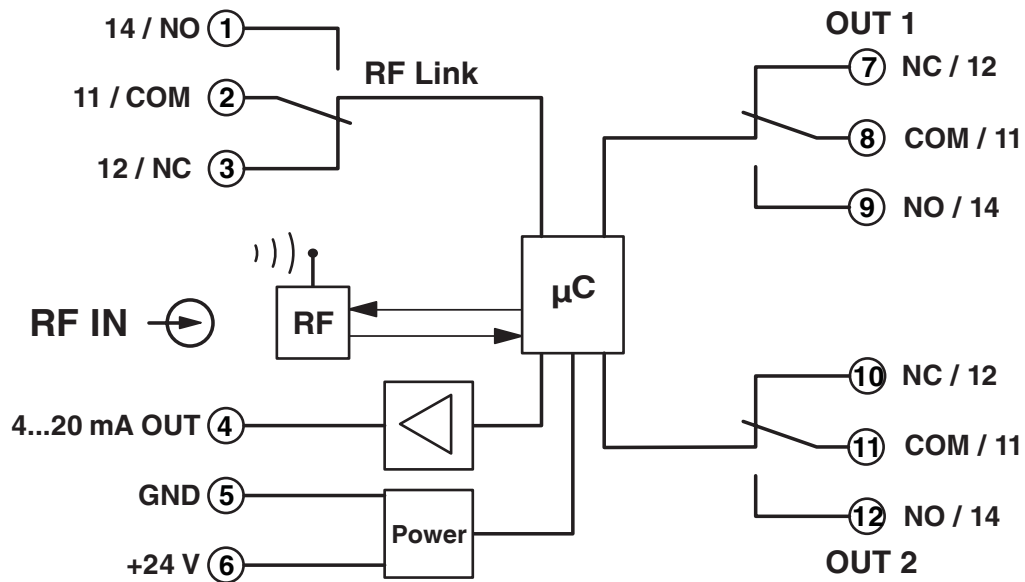 14 / NO 1
11 / COM 2
12 / NC 3
RF Link
OUT 1
7 NC / 12
8 COM / 11
9 NO / 14
µC
RF IN
RF
4...20 mA OUT 4
GND 5
+24 V 6
Power
10 NC / 12
11 COM / 11
12 NO / 14
OUT 2